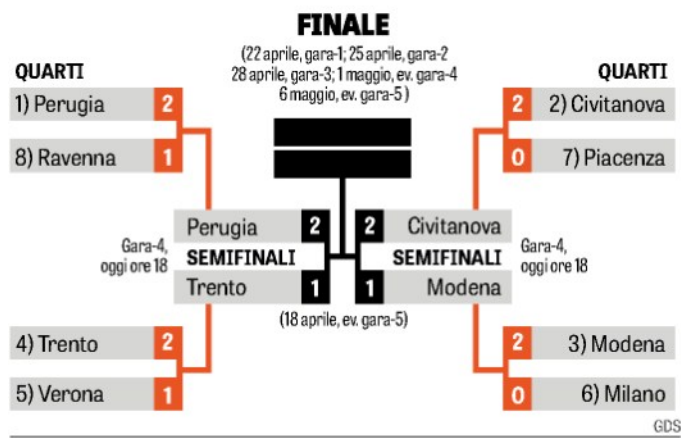 FINALE
(22 aprile, gara-1; 25 aprile, gara-2
28 aprile, gara-3; 1 maggio, ev. gara-4
6 maggio, ev. gara-5 )
QUARTI
1) Perugia 2
8) Ravenna 1
QUARTI
2 2) Civitanova
0 7) Piacenza
Perugia 2
SEMIFINALI
Trento 1
Gara-4,
oggi ore 18
2 Civitanova
SEMIFINALI
1 Modena
Gara-4,
oggi ore 18
(18 aprile, ev. gara-5)
4) Trento 2
5) Verona 1
2 3) Modena
0 6) Milano
GDS